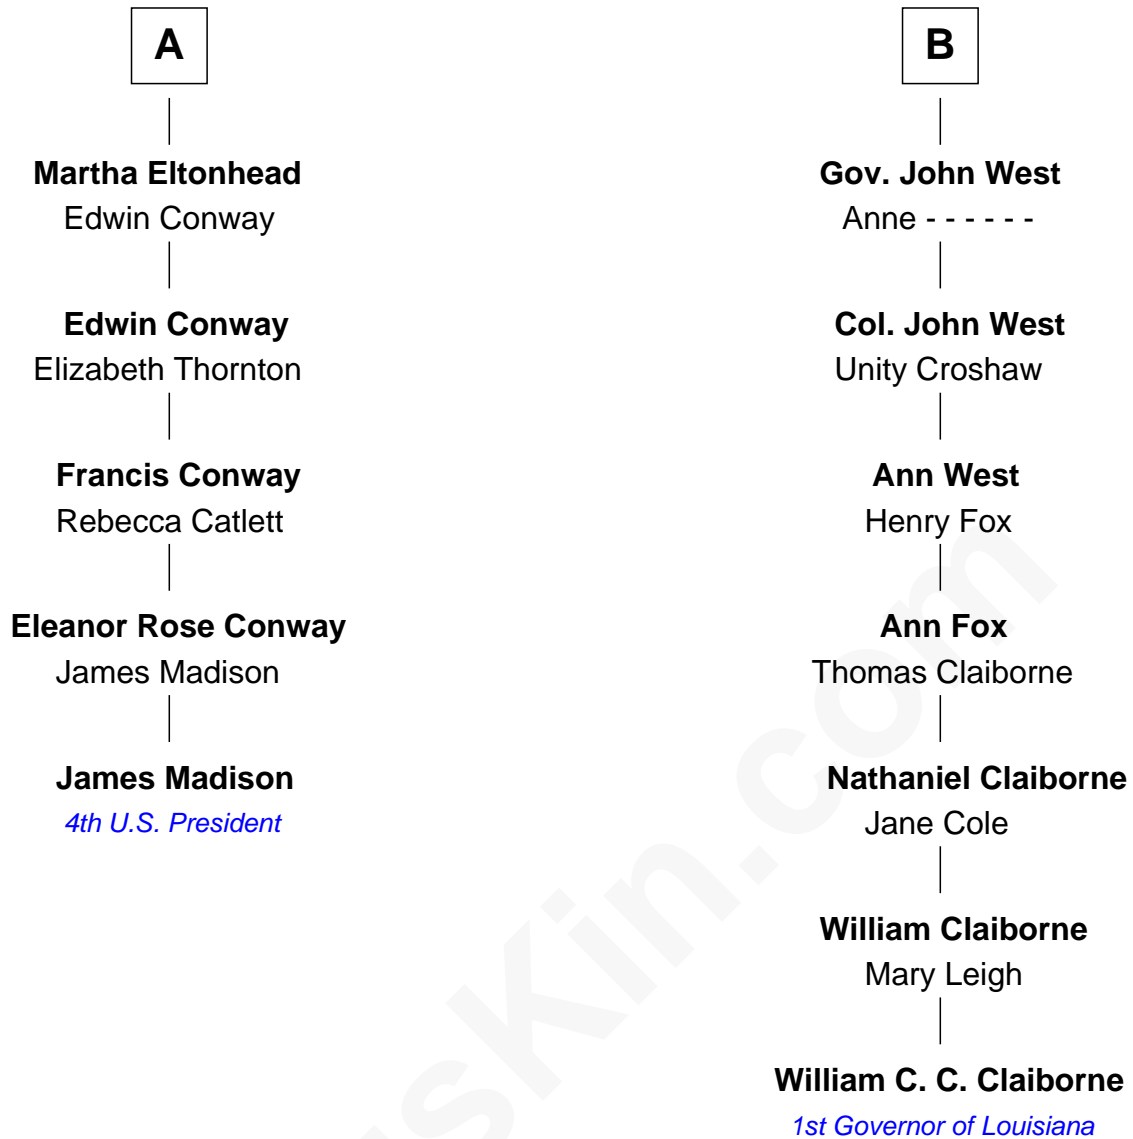 A
Martha Eltonhead
Edwin Conway
Edwin Conway
Elizabeth Thornton
Francis Conway
Rebecca Catlett
Eleanor Rose Conway
James Madison
James Madison
4th U.S. President
B
Gov. John West
Anne - - - - - -
Col. John West
Unity Croshaw
Ann West
Henry Fox
Ann Fox
Thomas Claiborne
Nathaniel Claiborne
Jane Cole
William Claiborne
Mary Leigh
William C. C. Claiborne
1st Governor of Louisiana
sKin.com